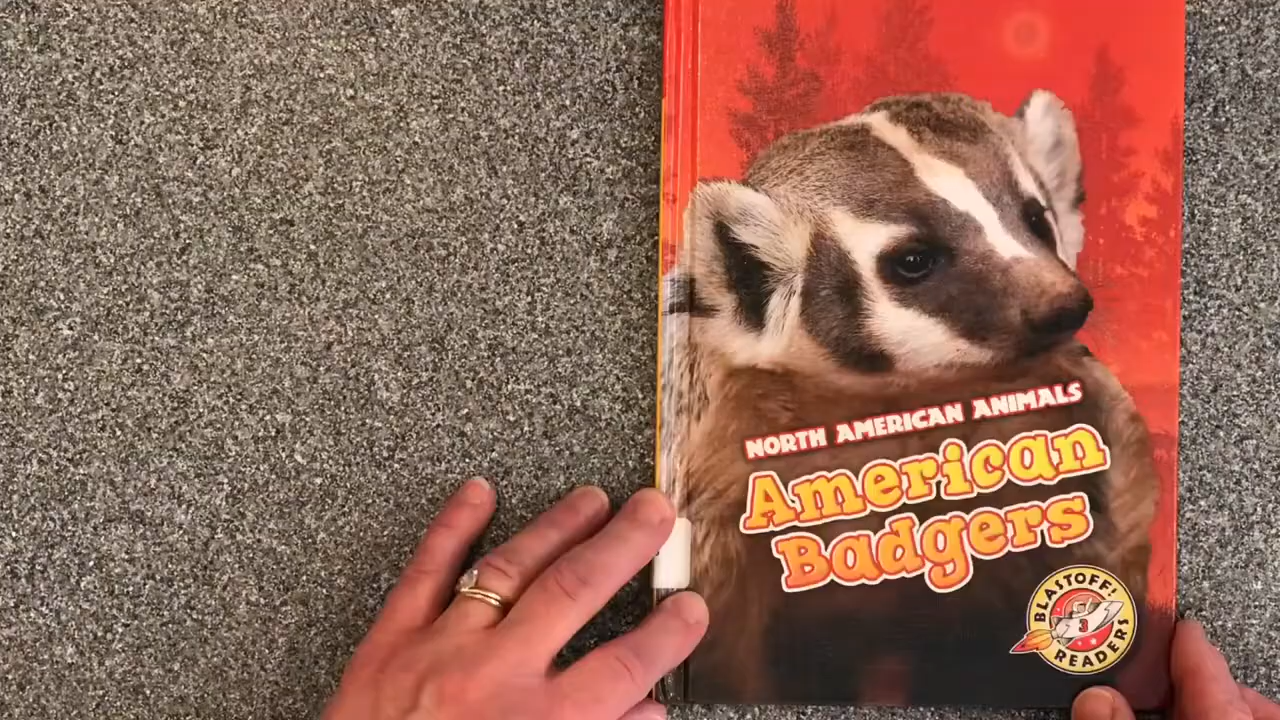 NORTH AMERICAN ANIMALS
American
Badgers
BLASTOFF!
3
READERS